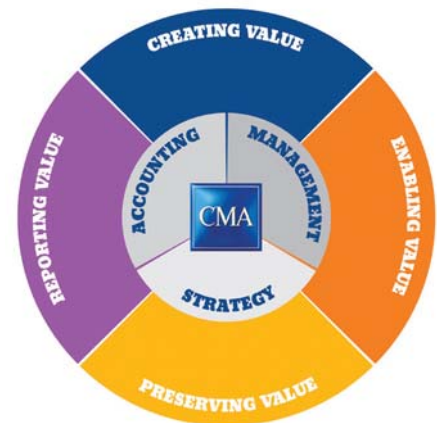 CREATING VALUE
REPORTING VALUE
ACCOUNTING
MANAGEMENT
ENABLING VALUE
CMA
STRATEGY
PRESERVING VALUE